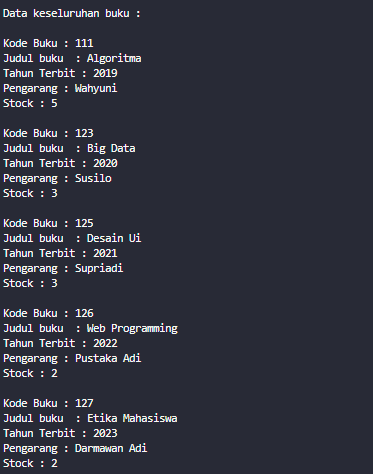 Data keseluruhan buku :
Kode Buku : 111
Judul buku  : Algoritma
Tahun Terbit : 2019
Pengarang : Wahyuni
Stock : 5
Kode Buku : 123
Judul buku  : Big Data
Tahun Terbit : 2020
Pengarang : Susilo
Stock : 3
Kode Buku : 125
Judul buku  : Desain Ui
Tahun Terbit : 2021
Pengarang : Supriadi
Stock : 3
Kode Buku : 126
Judul buku  : Web Programming
Tahun Terbit : 2022
Pengarang : Pustaka Adi
Stock : 2
Kode Buku : 127
Judul buku  : Etika Mahasiswa
Tahun Terbit : 2023
Pengarang : Darmawan Adi
Stock : 2